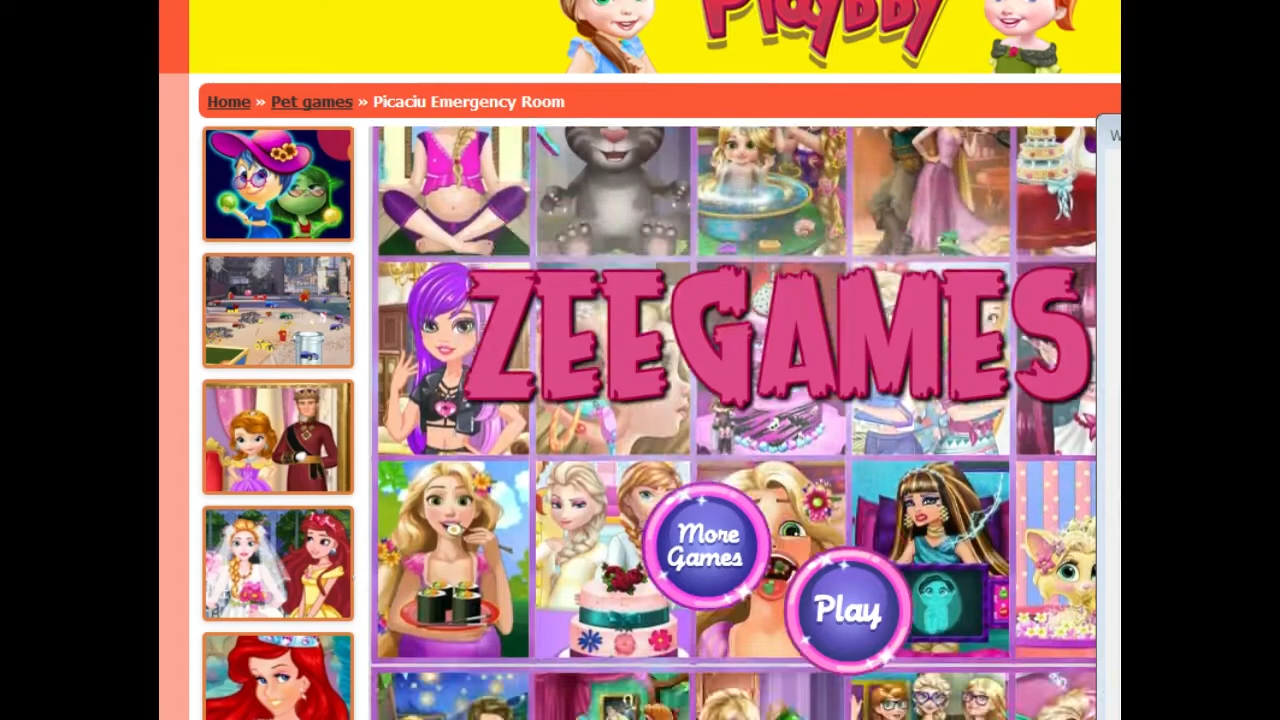 Playbby
Home » Pet games » Picaciu Emergency Room
W
ZEEGAMES
More
Games
Play